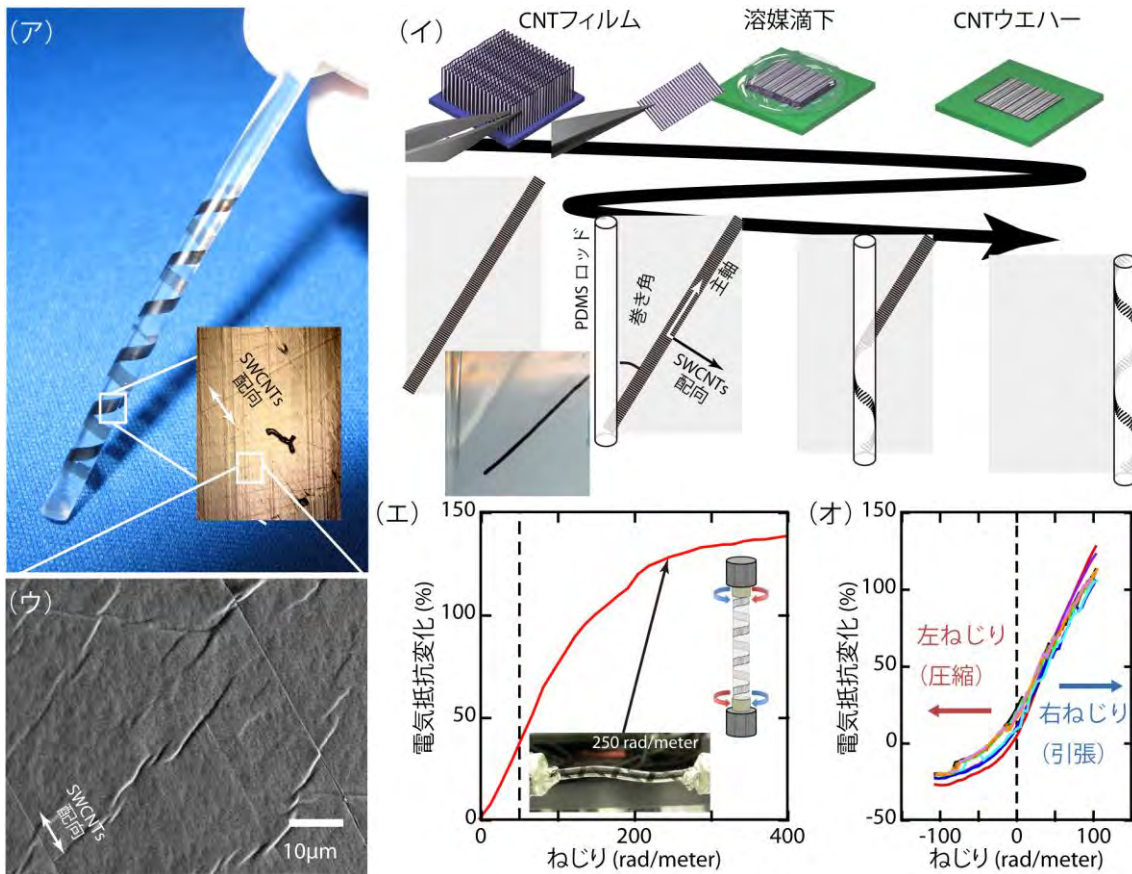 (ア)
SWCNTs
配向
(イ)
CNTフィルム
溶媒滴下
CNTウエハー
PDMS ロッド
巻き角
主軸
SWCNTs
配向
(ウ)
SWCNTs
配向
10μm
(エ)
電気抵抗変化 (%)
150
100
50
0
250 rad/meter
0
200
400
ねじり (rad/meter)
(オ)
電気抵抗変化 (%)
150
100
50
0
-50
左ねじり
(圧縮)
右ねじり
(引張)
-100
0
100
ねじり (rad/meter)